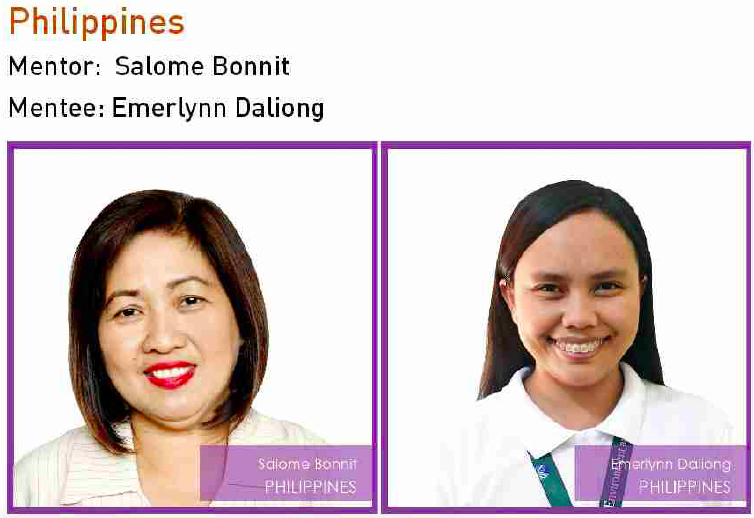 Philippines
Mentor: Salome Bonnit
Mentee: Emerlynn Daliong
Salome Bonnit
PHILIPPINES
Emerlynn Daliong
PHILIPPINES